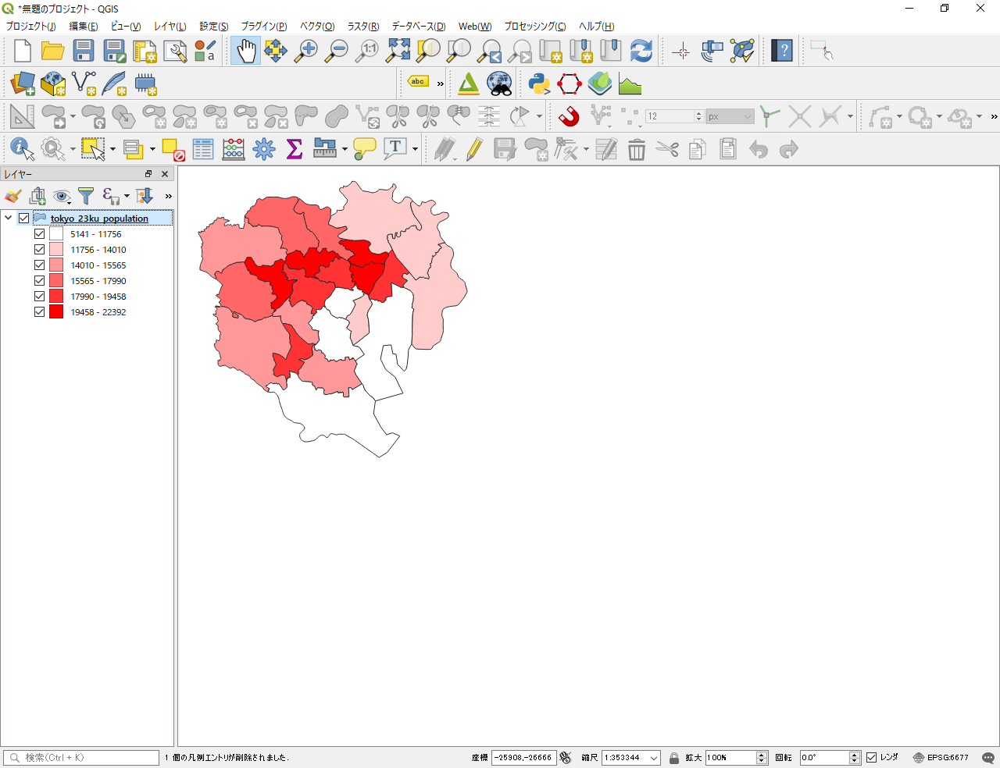 *無題のプロジェクト - QGIS
プロジェクト(J) 編集(E) ビュー(V) レイヤ(L) 設定(S) プラグイン(P) ベクタ(O) ラスタ(R) データベース(D) Web(W) プロセッシング(C) ヘルプ(H)
1:1 a
abc »
12 px »
T
レイヤー
ε »
tokyo_23ku_population
5141 - 11756
11756 - 14010
14010 - 15565
15565 - 17990
17990 - 19458
19458 - 22392
検索(Ctrl + K) 1 個の凡例エントリが削除されました. 座標 -25908,-26666 縮尺 1:353344 拡大 100% 回転 0.0° レンダ EPSG:6677